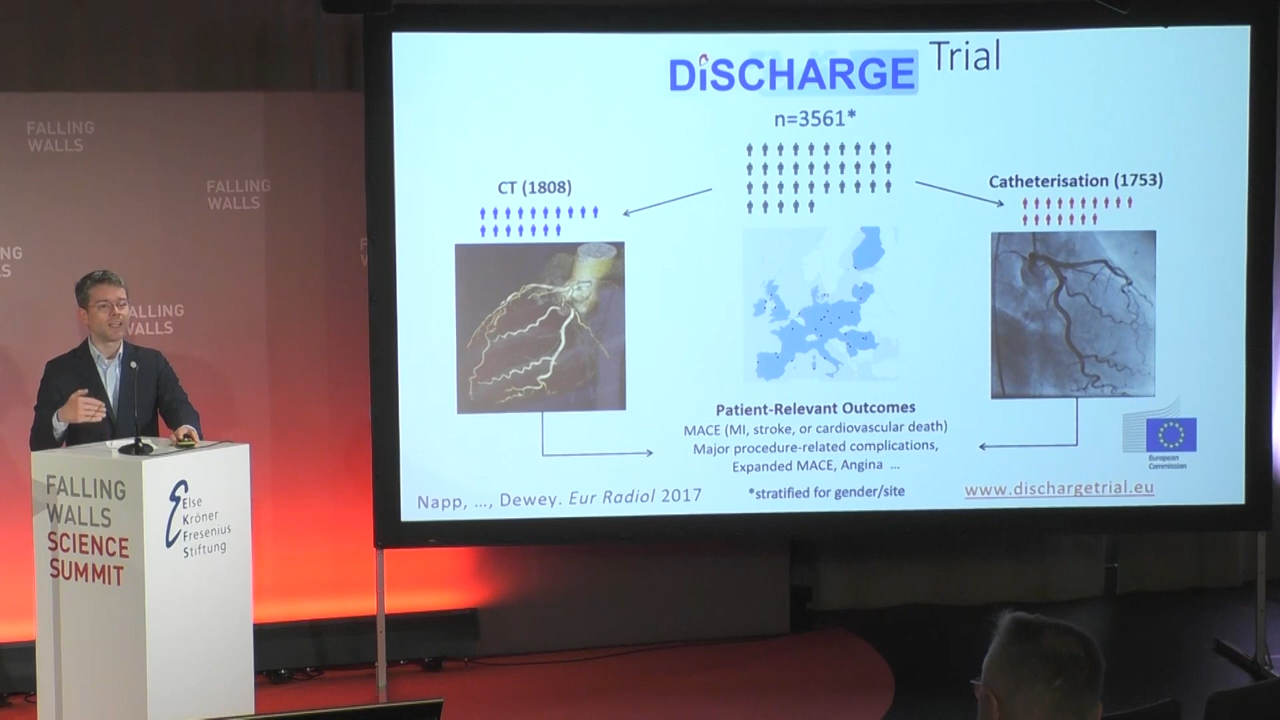 FALLING
WALLS
FALLING
WALLS
ALLING
WALLS
FALLING
WALLS
SCIENCE
SUMMIT
Else
Kröner
Fresenius
Stiftung
DiSCHARGE Trial
n=3561*
CT (1808)
Catheterisation (1753)
Patient-Relevant Outcomes
MACE (MI, stroke, or cardiovascular death)
Major procedure-related complications,
Expanded MACE, Angina ...
*stratified for gender/site
Napp, ..., Dewey. Eur Radiol 2017
www.dischargetrial.eu
European
Commission